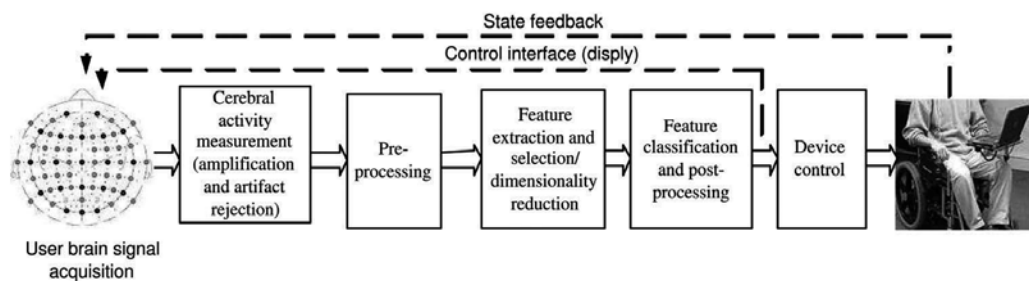 State feedback
Control interface (disply)
Cerebral
activity
measurement
(amplification
and artifact
rejection)
Pre-
processing
Feature
extraction and
selection/
dimensionality
reduction
Feature
classification
and post-
processing
Device
control
User brain signal
acquisition